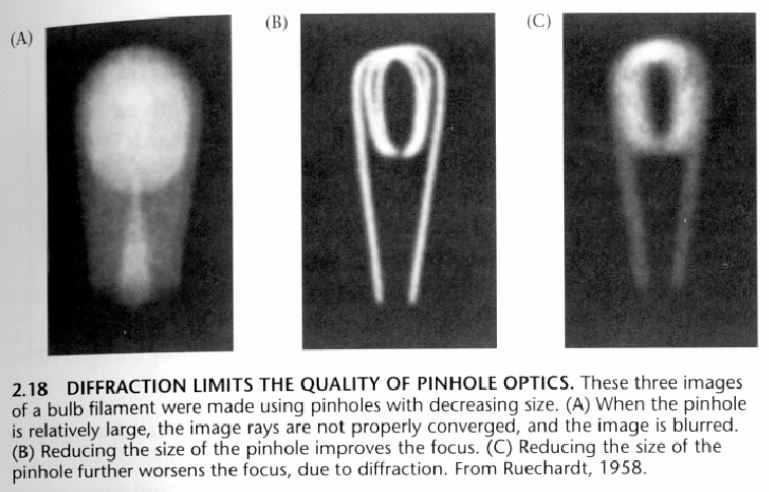 (A)
(B)
(C)
2.18 DIFFRACTION LIMITS THE QUALITY OF PINHOLE OPTICS. These three images
of a bulb filament were made using pinholes with decreasing size. (A) When the pinhole
is relatively large, the image rays are not properly converged, and the image is blurred.
(B) Reducing the size of the pinhole improves the focus. (C) Reducing the size of the
pinhole further worsens the focus, due to diffraction. From Ruechardt, 1958.